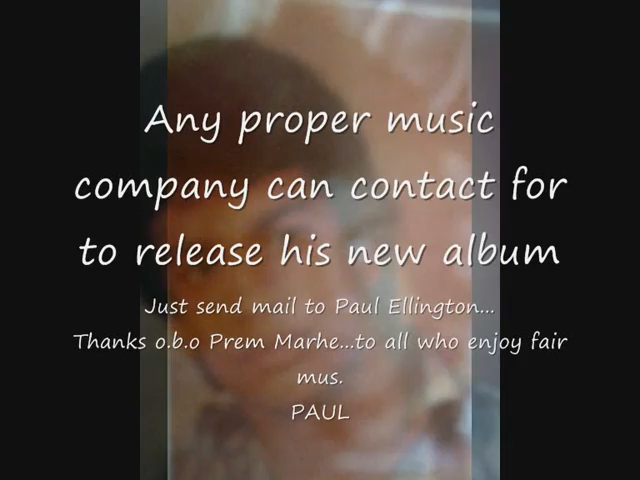 Any proper music
company can contact for
to release his new album
Just send mail to Paul Ellington...
Thanks o.b.o Prem Marhe...to all who enjoy fair
mus.
PAUL